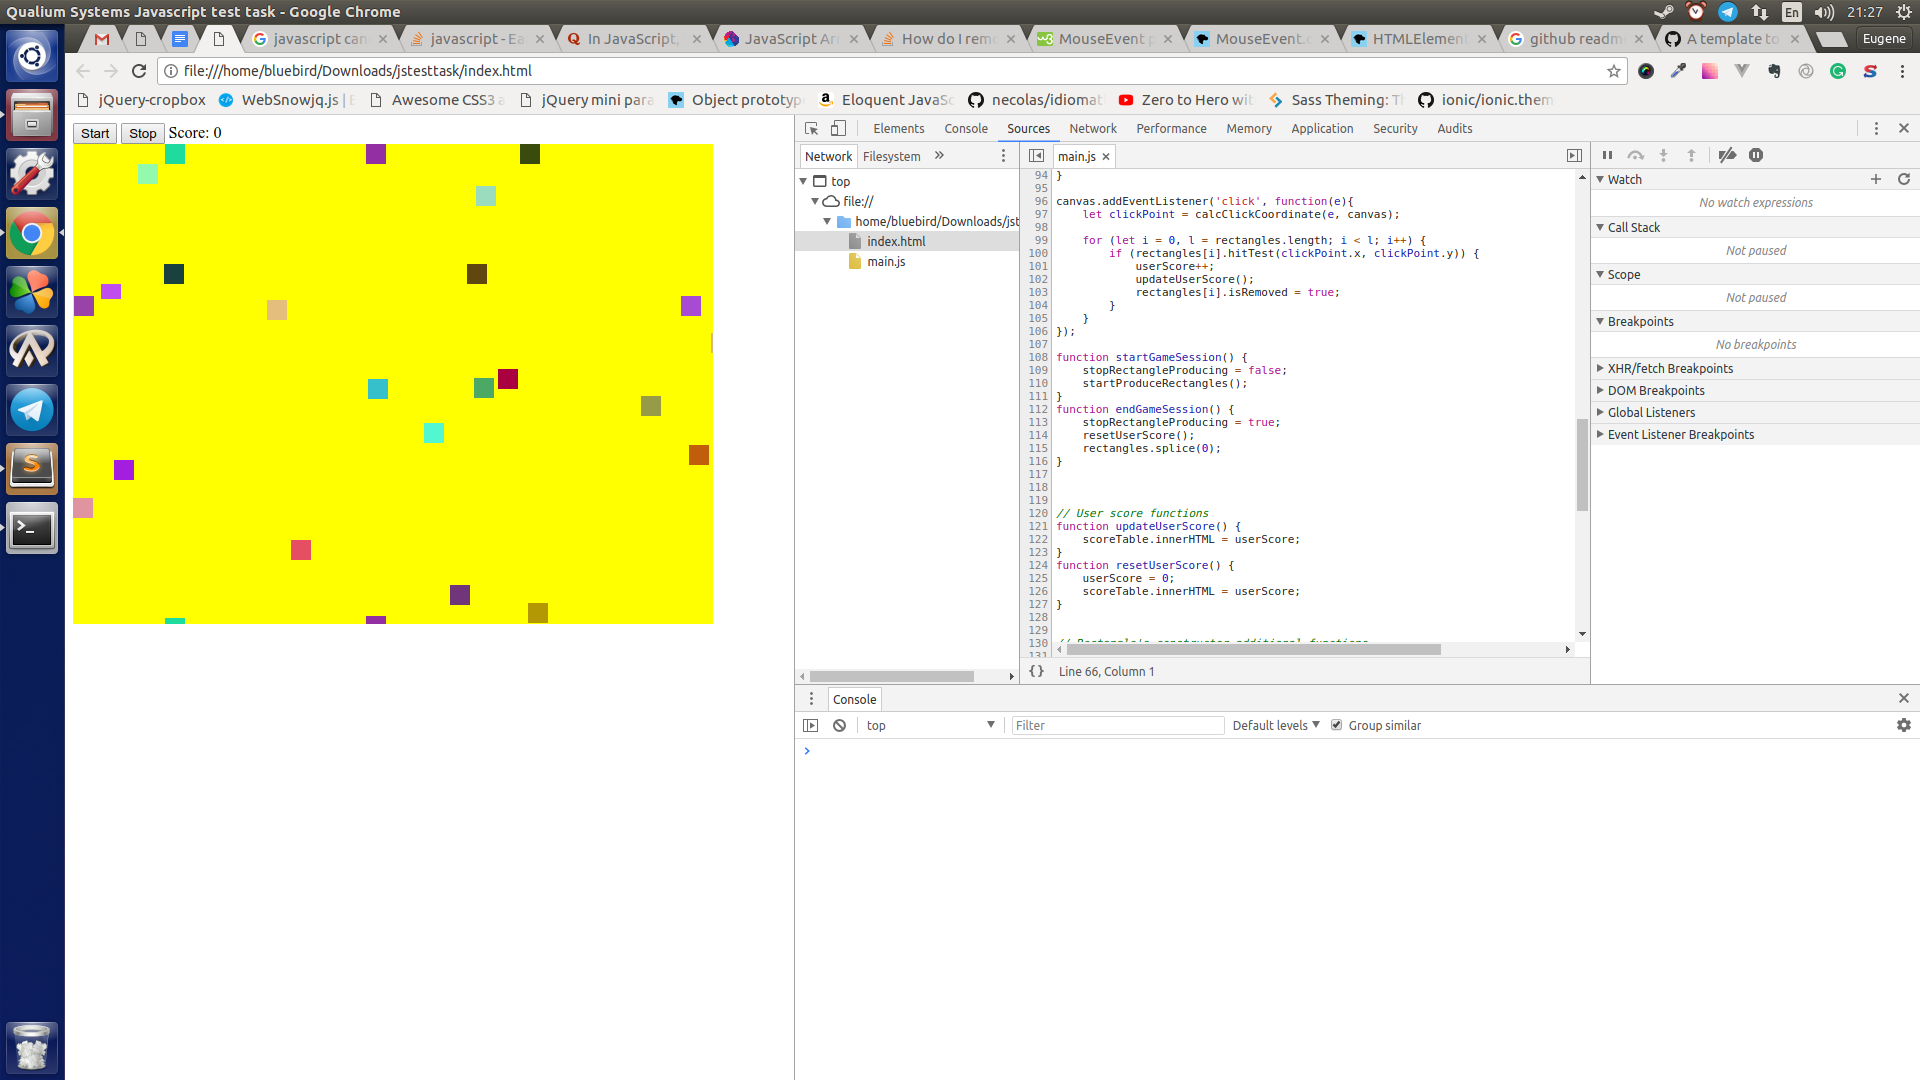 Qualium Systems Javascript test task - Google Chrome
En
21:27
javascript can
javascript - Ea
In JavaScript,
JavaScript Arr
How do I rem
MouseEvent p
MouseEvent.c
HTMLElement
github readm
A template to
Eugene
file:///home/bluebird/Downloads/jstesttask/index.html
jQuery-cropbox
WebSnowjq.js |
Awesome CSS3 a
jQuery mini para
Object prototype
Eloquent JavaSc
necolas/idiomat
Zero to Hero wit
Sass Theming: T
ionic/ionic.them
Start
Stop
Score: 0
Elements
Console
Sources
Network
Performance
Memory
Application
Security
Audits
Network
Filesystem
»
top
file://
home/bluebird/Downloads/jst
index.html
main.js
main.js
94 }
95
96 canvas.addEventListener('click', function(e){
97 let clickPoint = calcClickCoordinate(e, canvas);
98
99 for (let i = 0, l = rectangles.length; i < l; i++) {
100 if (rectangles[i].hitTest(clickPoint.x, clickPoint.y)) {
101 userScore++;
102 updateUserScore();
103 rectangles[i].isRemoved = true;
104 }
105 }
106 });
107
108 function startGameSession() {
109 stopRectangleProducing = false;
110 startProduceRectangles();
111 }
112 function endGameSession() {
113 stopRectangleProducing = true;
114 resetUserScore();
115 rectangles.splice(0);
116 }
117
118
119
120 // User score functions
121 function updateUserScore() {
122 scoreTable.innerHTML = userScore;
123 }
124 function resetUserScore() {
125 userScore = 0;
126 scoreTable.innerHTML = userScore;
127 }
128
129
130 // Rectangle's constructor additional functions
131
{} Line 66, Column 1
Watch
No watch expressions
Call Stack
Not paused
Scope
Not paused
Breakpoints
No breakpoints
XHR/fetch Breakpoints
DOM Breakpoints
Global Listeners
Event Listener Breakpoints
Console
top
Filter
Default levels
Group similar